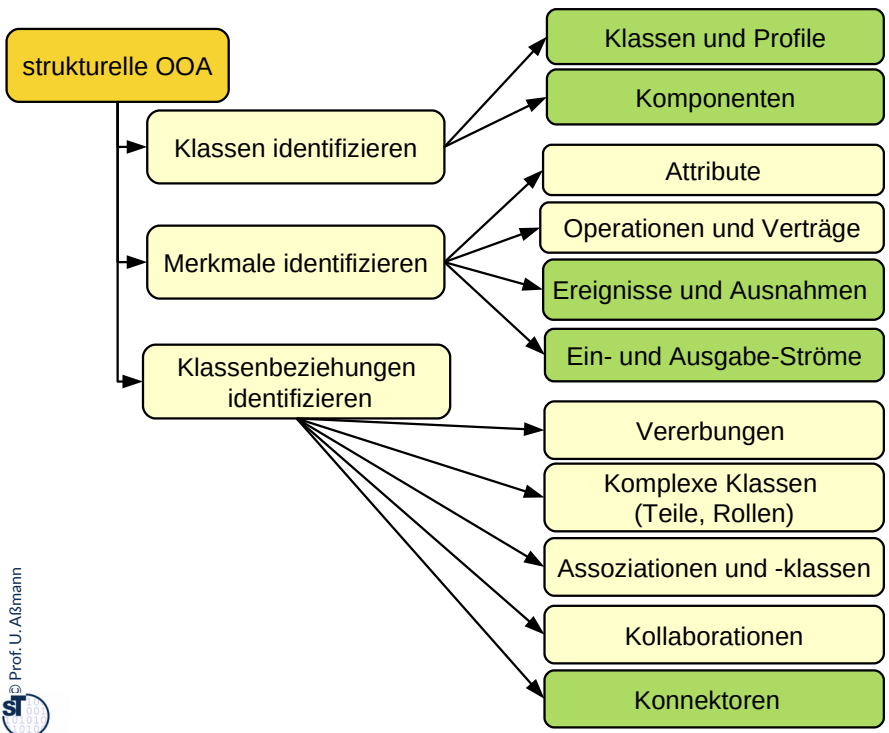 strukturelle OOA
Klassen identifizieren
Klassen und Profile
Komponenten
Merkmale identifizieren
Attribute
Operationen und Verträge
Ereignisse und Ausnahmen
Ein- und Ausgabe-Ströme
Klassenbeziehungen
identifizieren
Vererbungen
Komplexe Klassen
(Teile, Rollen)
Assoziationen und -klassen
Kollaborationen
Konnektoren
© Prof. U. Aßmann
ST